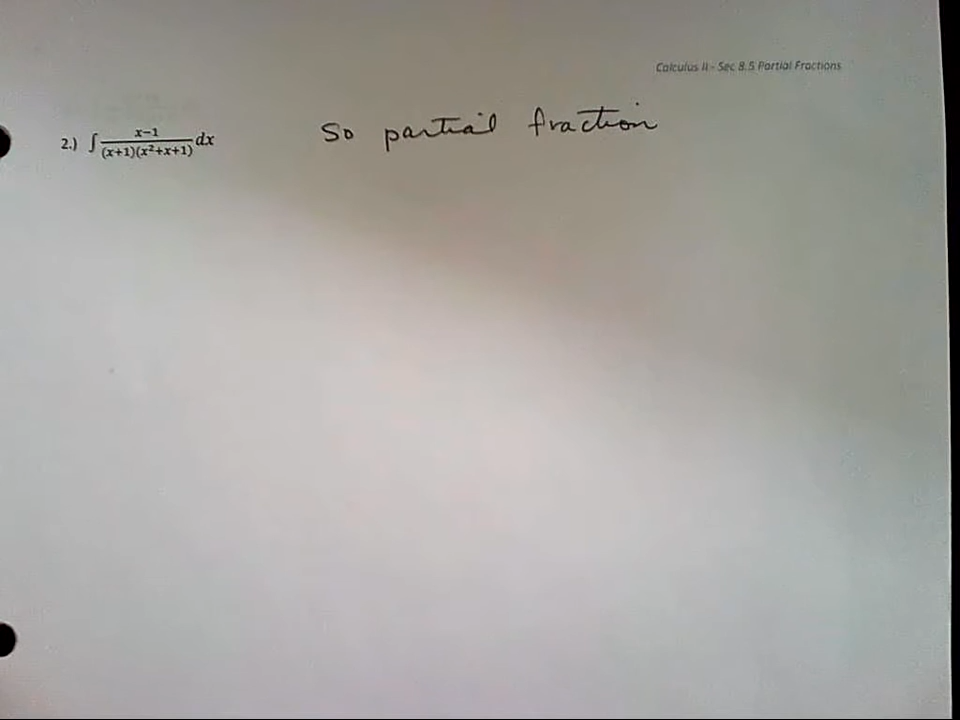 Calculus II - Sec 8.5 Partial Fractions
2.) ∫ x−1 / (x+1)(x²+x+1) dx
So partial fraction